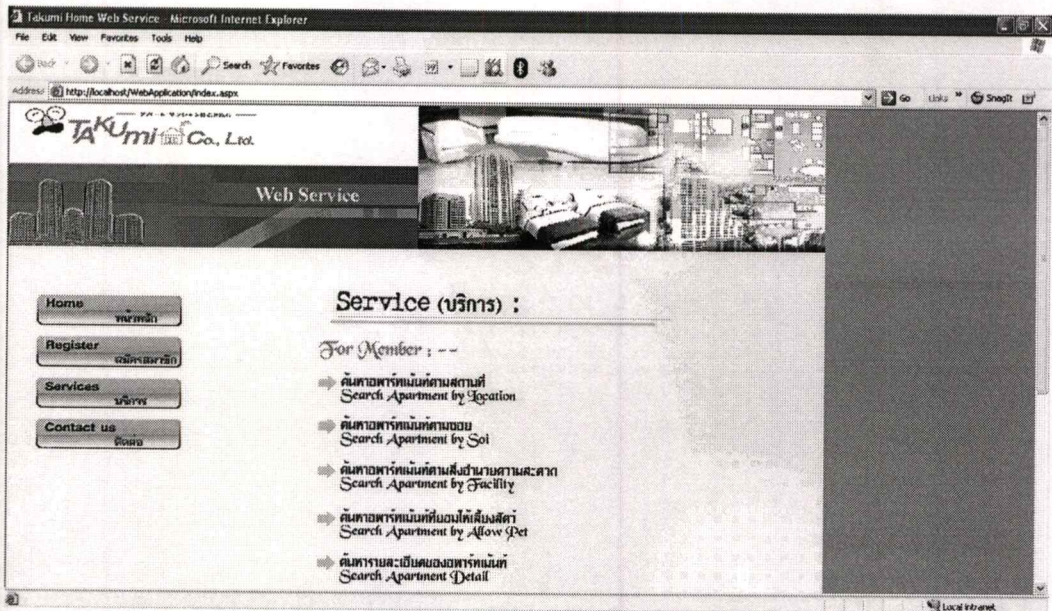 Takumi Home Web Service - Microsoft Internet Explorer
File Edit View Favorites Tools Help
Back Search Favorites
Address http://localhost/WebApplication/index.aspx Go Links » SnagIt
TAKUmi Co., Ltd.
Web Service
Home
หน้าหลัก
Register
สมัครสมาชิก
Services
บริการ
Contact us
ติดต่อ
Service (บริการ) :
For Member : --
ค้นหาอพาร์ทเม้นท์ตามสถานที่
Search Apartment by Location
ค้นหาอพาร์ทเม้นท์ตามซอย
Search Apartment by Soi
ค้นหาอพาร์ทเม้นท์ตามสิ่งอำนวยความสะดวก
Search Apartment by Facility
ค้นหาอพาร์ทเม้นท์ที่ยอมให้เลี้ยงสัตว์
Search Apartment by Allow Pet
ค้นหารายละเอียดของอพาร์ทเม้นท์
Search Apartment Detail
Local intranet